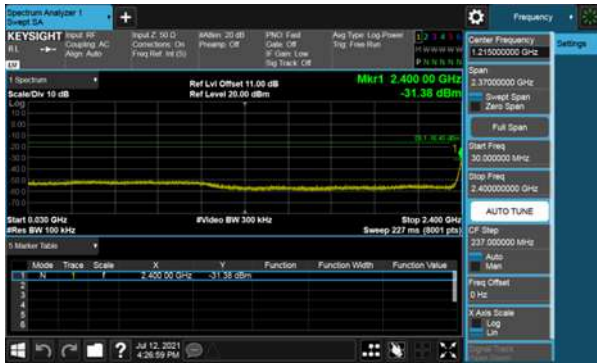 Spectrum Analyzer 1
Swept SA
+
Frequency
KEYSIGHT
Input: RF
Coupling: AC
Align: Auto
Input Z: 50 Ω
Corrections: On
Freq Ref: Int (S)
#Atten: 20 dB
Preamp: Off
PNO: Fast
Gate: Off
IF Gain: Low
Sig Track: Off
Avg Type: Log-Power
Trig: Free Run
Center Frequency
1.215000000 GHz
Settings
1 Spectrum
Scale/Div 10 dB
Ref Lvl Offset 11.00 dB
Ref Level 20.00 dBm
Mkr1 2.400 00 GHz
-31.38 dBm
Log
Span
2.37000000 GHz
Swept Span
Zero Span
Full Span
Start Freq
30.000000 MHz
Stop Freq
2.400000000 GHz
AUTO TUNE
Start 0.030 GHz
#Res BW 100 kHz
#Video BW 300 kHz
Stop 2.400 GHz
Sweep 227 ms (8001 pts)
CF Step
237.000000 MHz
Auto
Man
5 Marker Table
Mode Trace Scale X Y Function Function Width Function Value
1 N 1 f 2.400 00 GHz -31.38 dBm
2
3
4
5
6
Freq Offset
0 Hz
X Axis Scale
Log
Lin
Signal Track
Jul 12, 2021
4:26:59 PM